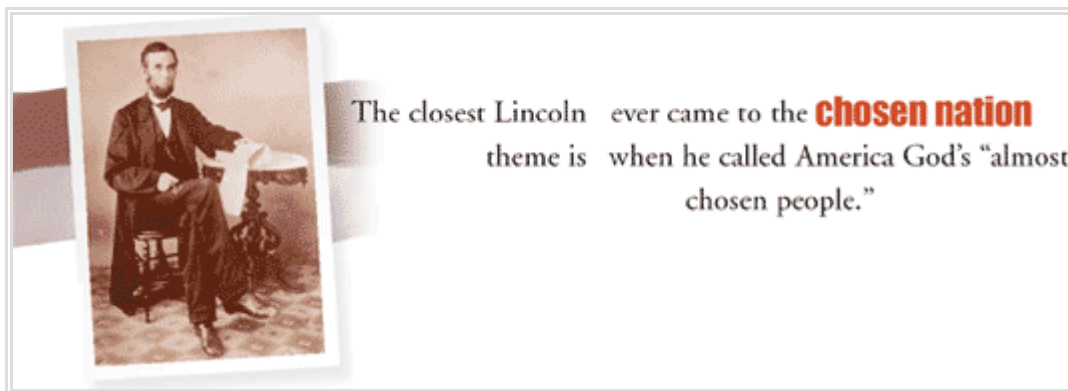 The closest Lincoln ever came to the chosen nation
theme is when he called America God's “almost
chosen people.”